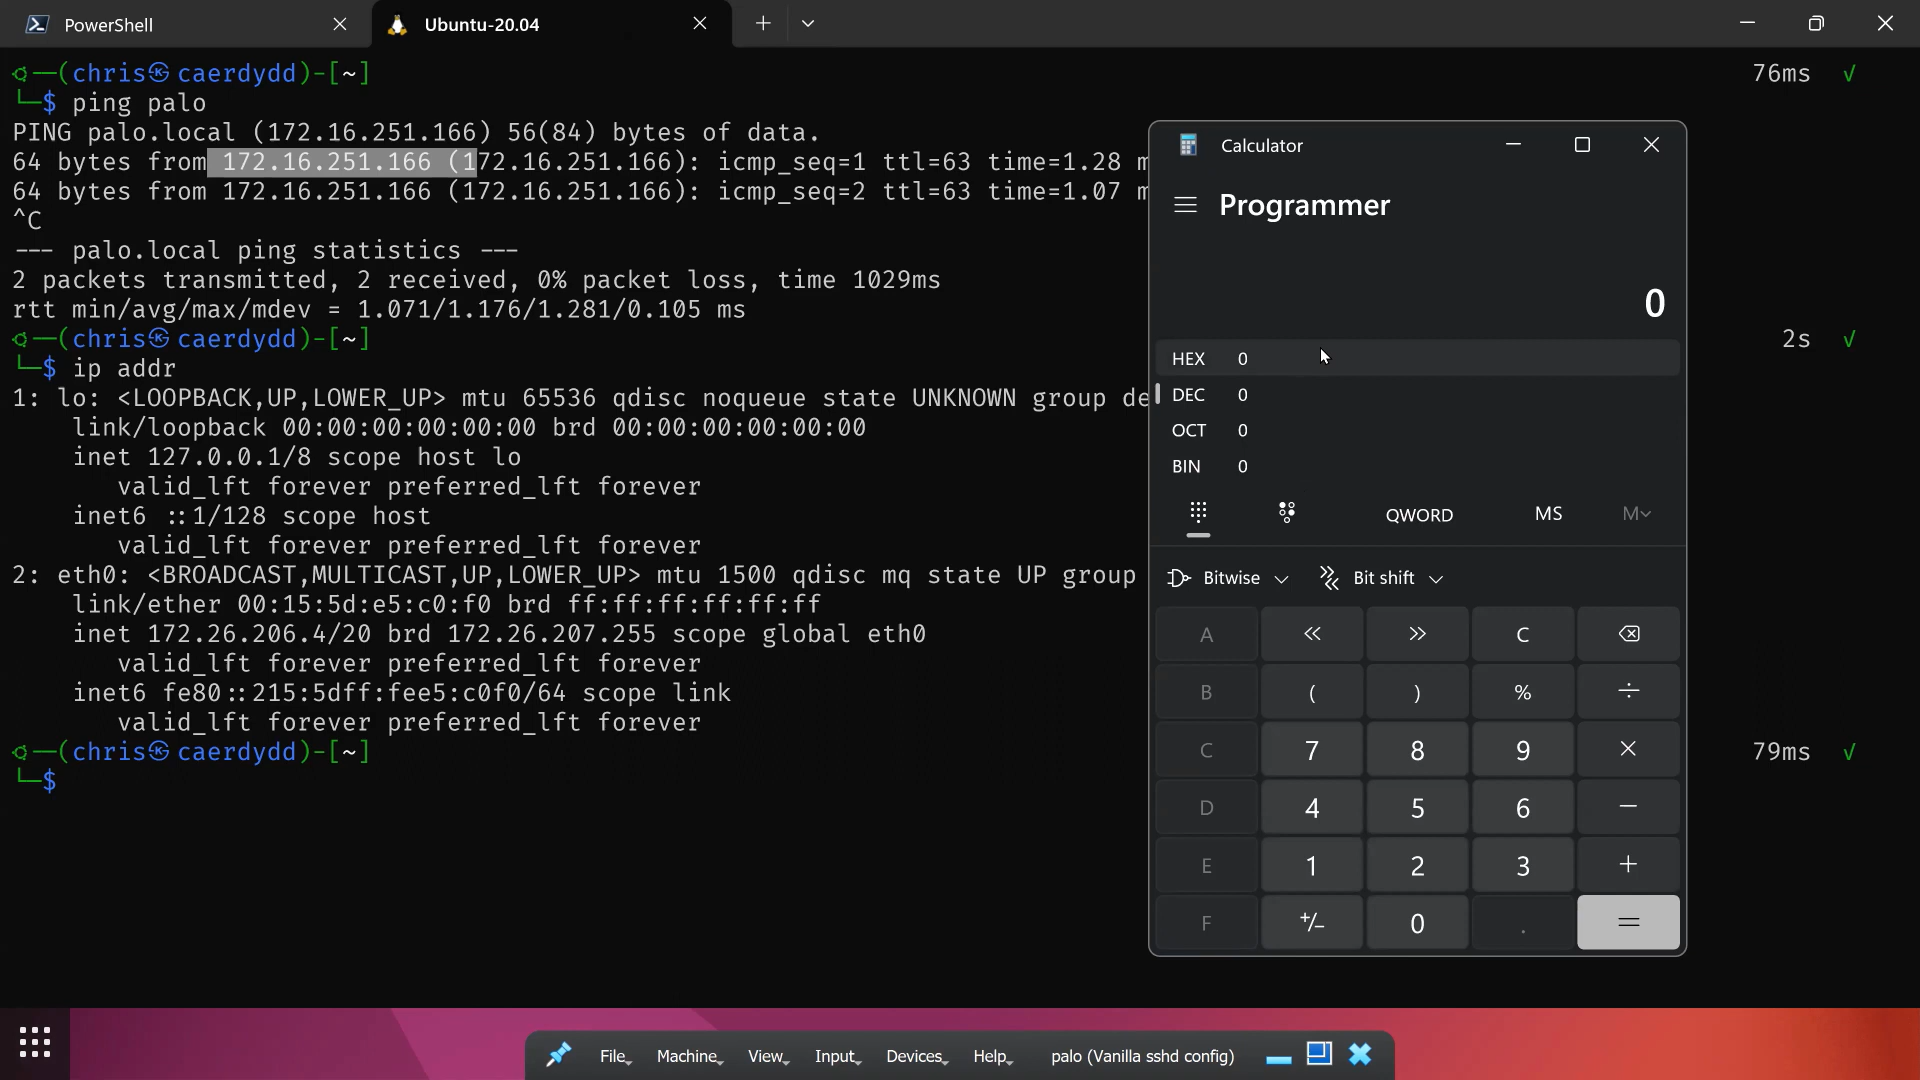 PowerShell
Ubuntu-20.04
(chris㉿caerdydd)-[~]
76ms √
└─$ ping palo
PING palo.local (172.16.251.166) 56(84) bytes of data.
64 bytes from 172.16.251.166 (172.16.251.166): icmp_seq=1 ttl=63 time=1.28 m
64 bytes from 172.16.251.166 (172.16.251.166): icmp_seq=2 ttl=63 time=1.07 m
^C
--- palo.local ping statistics ---
2 packets transmitted, 2 received, 0% packet loss, time 1029ms
rtt min/avg/max/mdev = 1.071/1.176/1.281/0.105 ms
(chris㉿caerdydd)-[~]
2s √
└─$ ip addr
1: lo: <LOOPBACK,UP,LOWER_UP> mtu 65536 qdisc noqueue state UNKNOWN group de
link/loopback 00:00:00:00:00:00 brd 00:00:00:00:00:00
inet 127.0.0.1/8 scope host lo
valid_lft forever preferred_lft forever
inet6 ::1/128 scope host
valid_lft forever preferred_lft forever
2: eth0: <BROADCAST,MULTICAST,UP,LOWER_UP> mtu 1500 qdisc mq state UP group
link/ether 00:15:5d:e5:c0:f0 brd ff:ff:ff:ff:ff:ff
inet 172.26.206.4/20 brd 172.26.207.255 scope global eth0
valid_lft forever preferred_lft forever
inet6 fe80::215:5dff:fee5:c0f0/64 scope link
valid_lft forever preferred_lft forever
(chris㉿caerdydd)-[~]
79ms √
└─$
Calculator
Programmer
0
HEX 0
DEC 0
OCT 0
BIN 0
QWORD MS M
Bitwise Bit shift
A « » C
B ( ) % ÷
C 7 8 9 ×
D 4 5 6 −
E 1 2 3 +
F +/− 0 . =
File Machine View Input Devices Help palo (Vanilla sshd config)